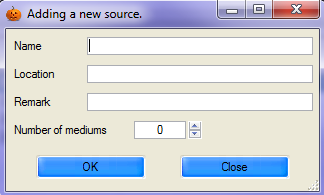 Adding a new source.
Name
Location
Remark
Number of mediums 0
OK Close